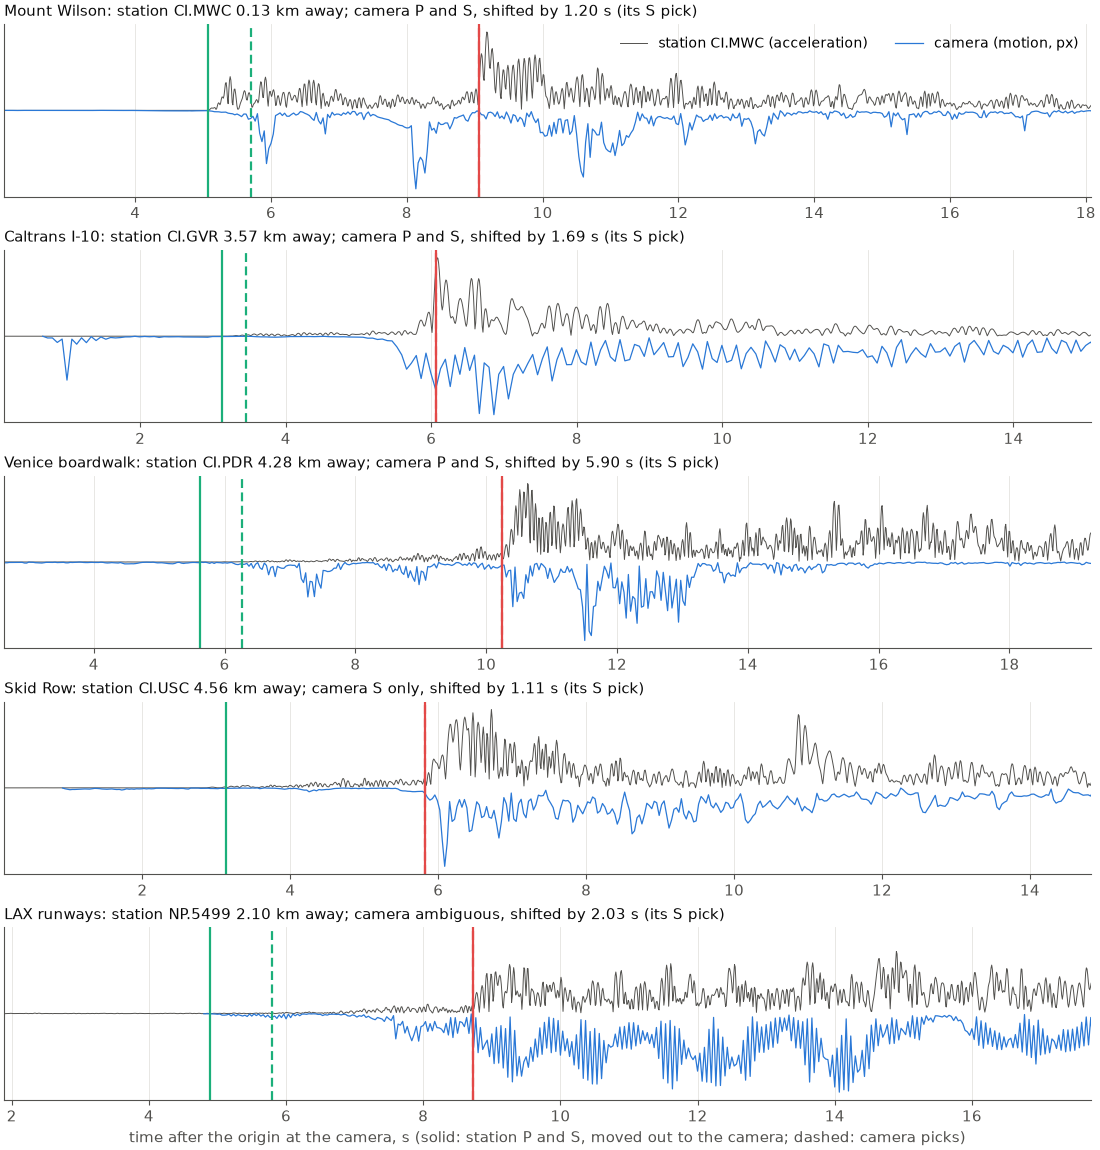 Mount Wilson: station CI.MWC 0.13 km away; camera P and S, shifted by 1.20 s (its S pick)
station CI.MWC (acceleration) camera (motion, px)
4 6 8 10 12 14 16 18
Caltrans I-10: station CI.GVR 3.57 km away; camera P and S, shifted by 1.69 s (its S pick)
2 4 6 8 10 12 14
Venice boardwalk: station CI.PDR 4.28 km away; camera P and S, shifted by 5.90 s (its S pick)
4 6 8 10 12 14 16 18
Skid Row: station CI.USC 4.56 km away; camera S only, shifted by 1.11 s (its S pick)
2 4 6 8 10 12 14
LAX runways: station NP.5499 2.10 km away; camera ambiguous, shifted by 2.03 s (its S pick)
2 4 6 8 10 12 14 16
time after the origin at the camera, s (solid: station P and S, moved out to the camera; dashed: camera picks)